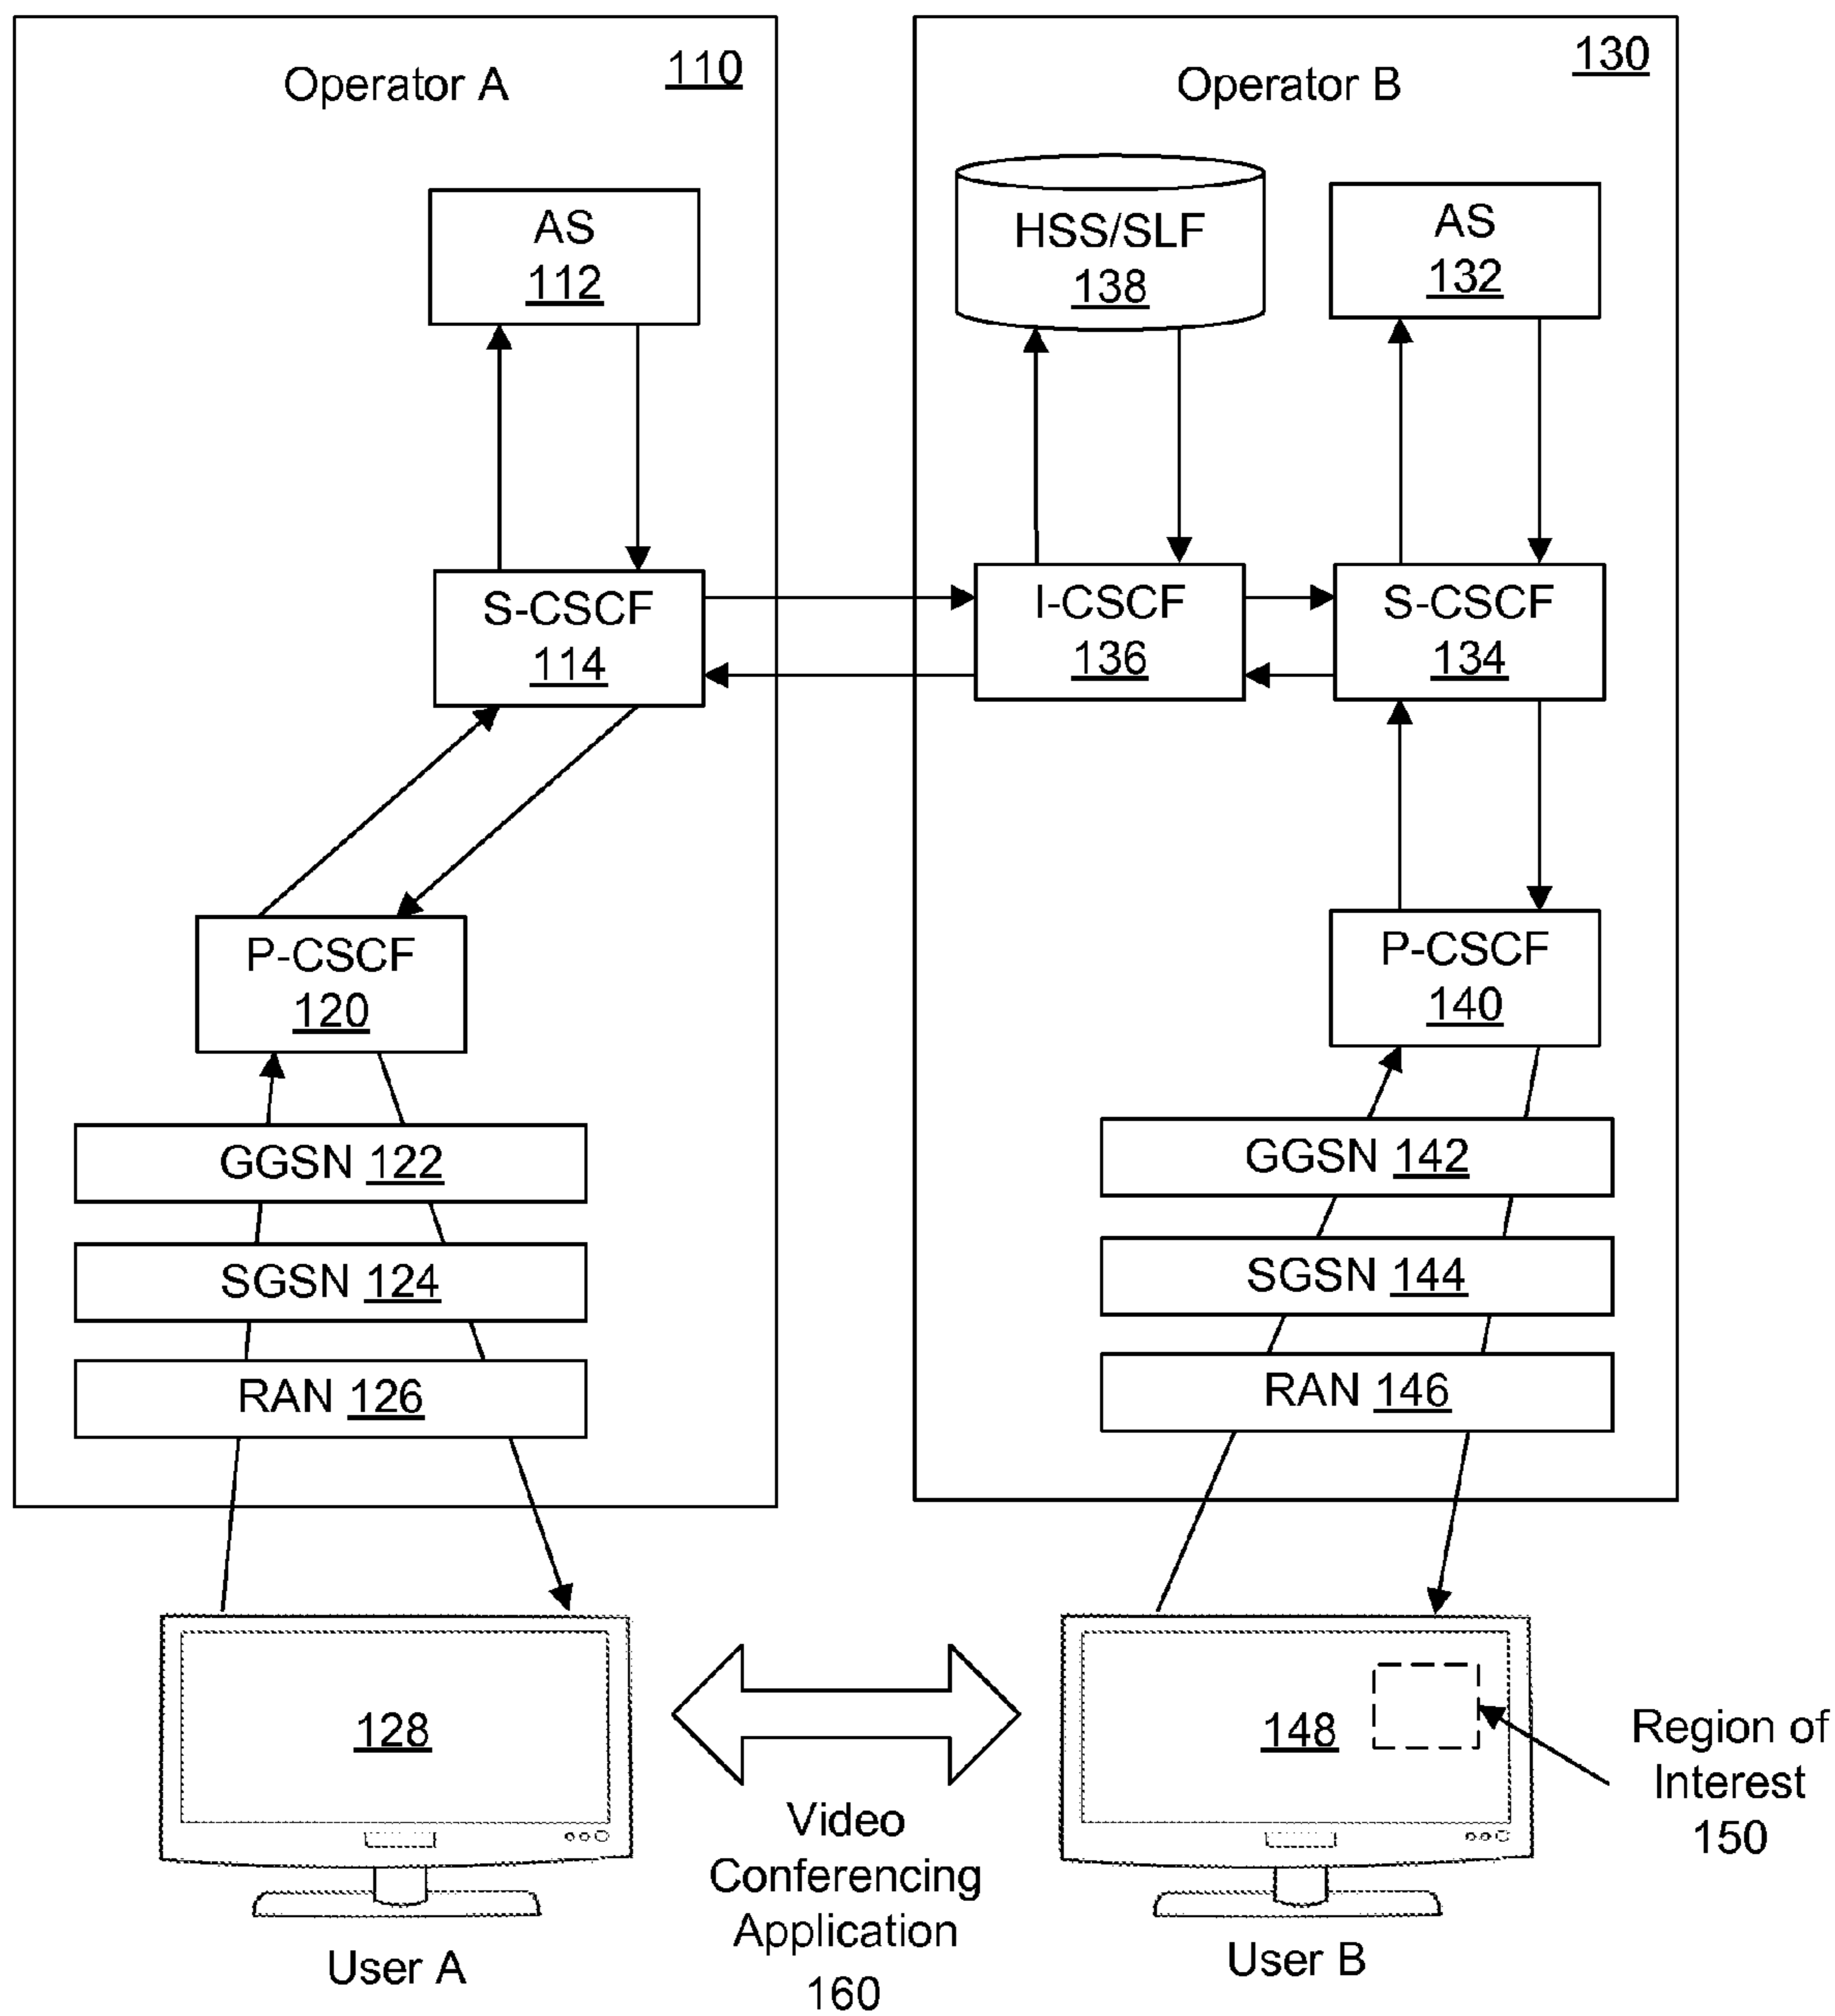 Operator A
110
Operator B
130
AS
112
HSS/SLF
138
AS
132
S-CSCF
114
I-CSCF
136
S-CSCF
134
P-CSCF
120
P-CSCF
140
GGSN 122
SGSN 124
RAN 126
GGSN 142
SGSN 144
RAN 146
128
148
Region of
Interest
150
Video
Conferencing
Application
160
User A
User B